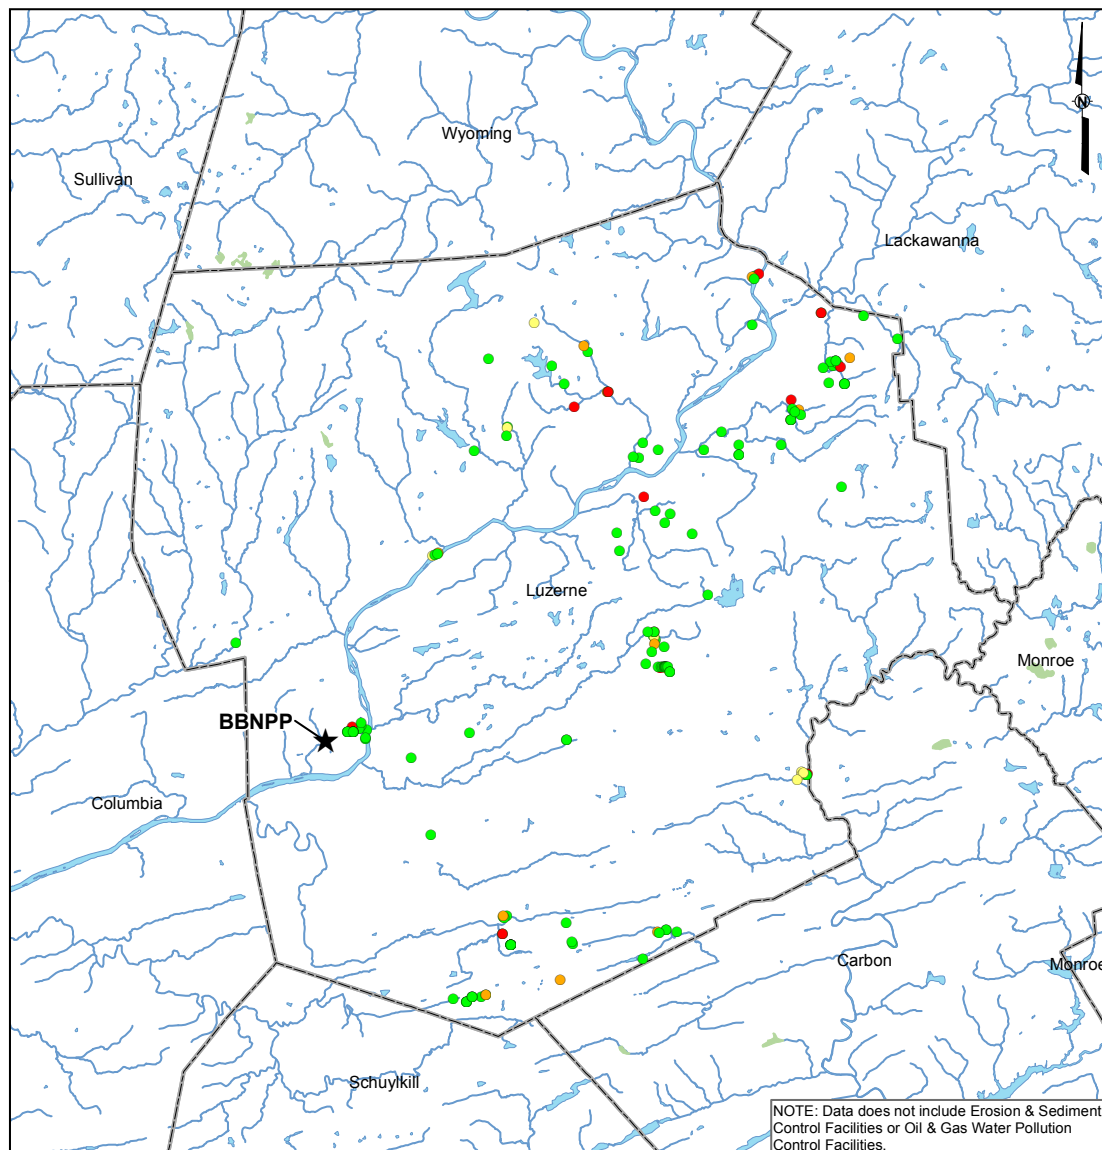 N
Wyoming
Sullivan
Lackawanna
Luzerne
Monroe
BBNPP
Columbia
Carbon
Monroe
Schuylkill
NOTE: Data does not include Erosion & Sediment
Control Facilities or Oil & Gas Water Pollution
Control Facilities.